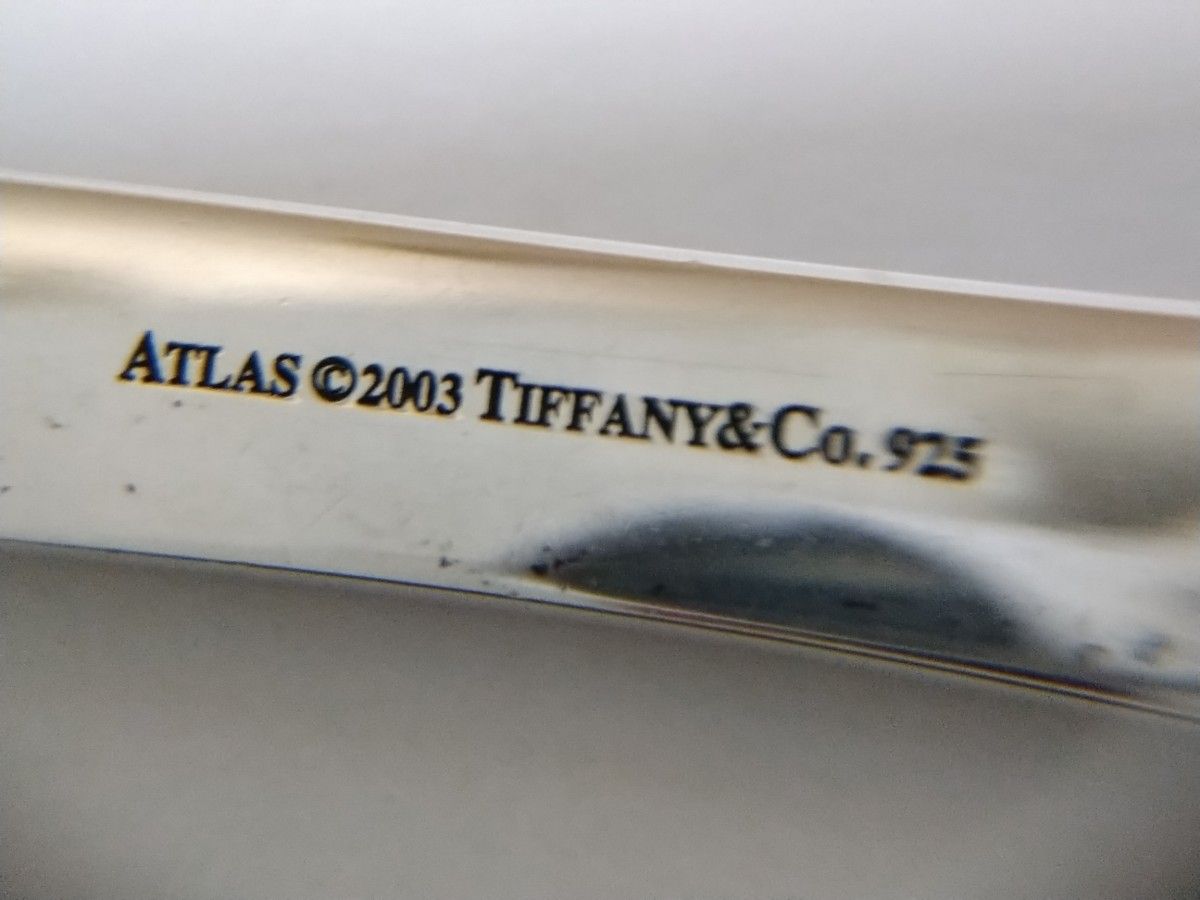 ATLAS ©2003 TIFFANY&CO. 925